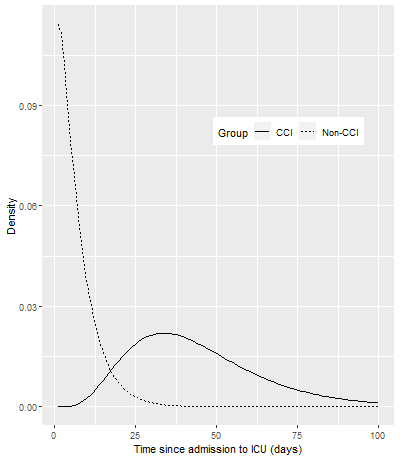 0.09
Group CCI Non-CCI
Density
0.06
0.03
0.00
0 25 50 75 100
Time since admission to ICU (days)